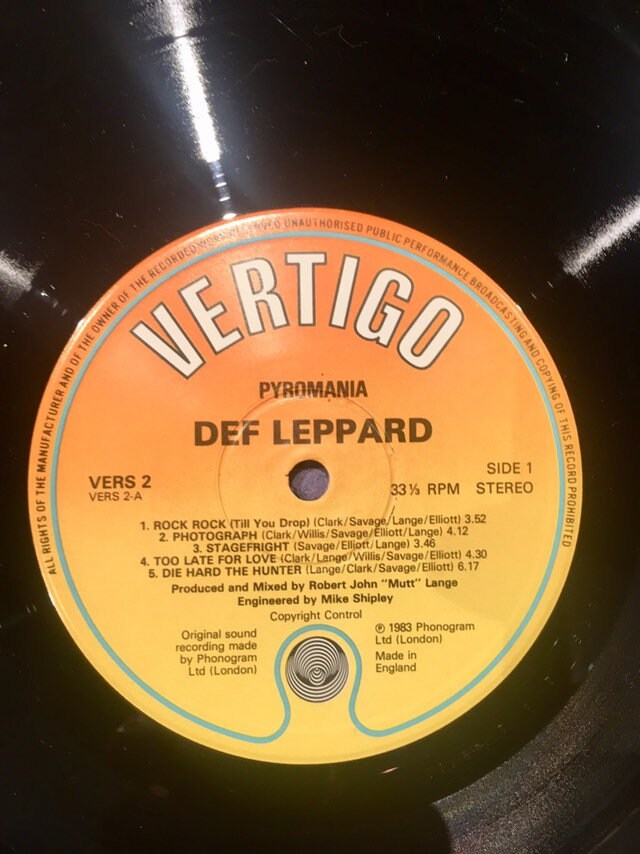 ALL RIGHTS OF THE MANUFACTURER AND OF THE OWNER OF THE RECORDED UNAUTHORISED PUBLIC PERFORMANCE BROADCASTING AND COPYING OF THIS RECORD PROHIBITED
VERTIGO
PYROMANIA
DEF LEPPARD
VERS 2
VERS 2-A
SIDE 1
33⅓ RPM STEREO
1. ROCK ROCK (Till You Drop) (Clark/Savage/Lange/Elliott) 3.52
2. PHOTOGRAPH (Clark/Willis/Savage/Elliott/Lange) 4.12
3. STAGEFRIGHT (Savage/Elliott/Lange) 3.46
4. TOO LATE FOR LOVE (Clark/Lange/Willis/Savage/Elliott) 4.30
5. DIE HARD THE HUNTER (Lange/Clark/Savage/Elliott) 6.17
Produced and Mixed by Robert John "Mutt" Lange
Engineered by Mike Shipley
Copyright Control
Original sound
recording made
by Phonogram
Ltd (London)
℗ 1983 Phonogram
Ltd (London)
Made in
England